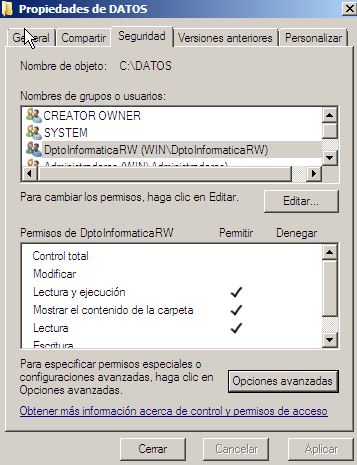 Propiedades de DATOS
General Compartir Seguridad Versiones anteriores Personalizar
Nombre de objeto: C:\DATOS
Nombres de grupos o usuarios:
CREATOR OWNER
SYSTEM
DptoInformaticaRW (WIN\DptoInformaticaRW)
Administradores (WIN\Administradores)
Para cambiar los permisos, haga clic en Editar.
Editar...
Permisos de DptoInformaticaRW Permitir Denegar
Control total
Modificar
Lectura y ejecución
Mostrar el contenido de la carpeta
Lectura
Escritura
Para especificar permisos especiales o
configuraciones avanzadas, haga clic en
Opciones avanzadas.
Opciones avanzadas
Obtener más información acerca de control y permisos de acceso
Cerrar Cancelar Aplicar